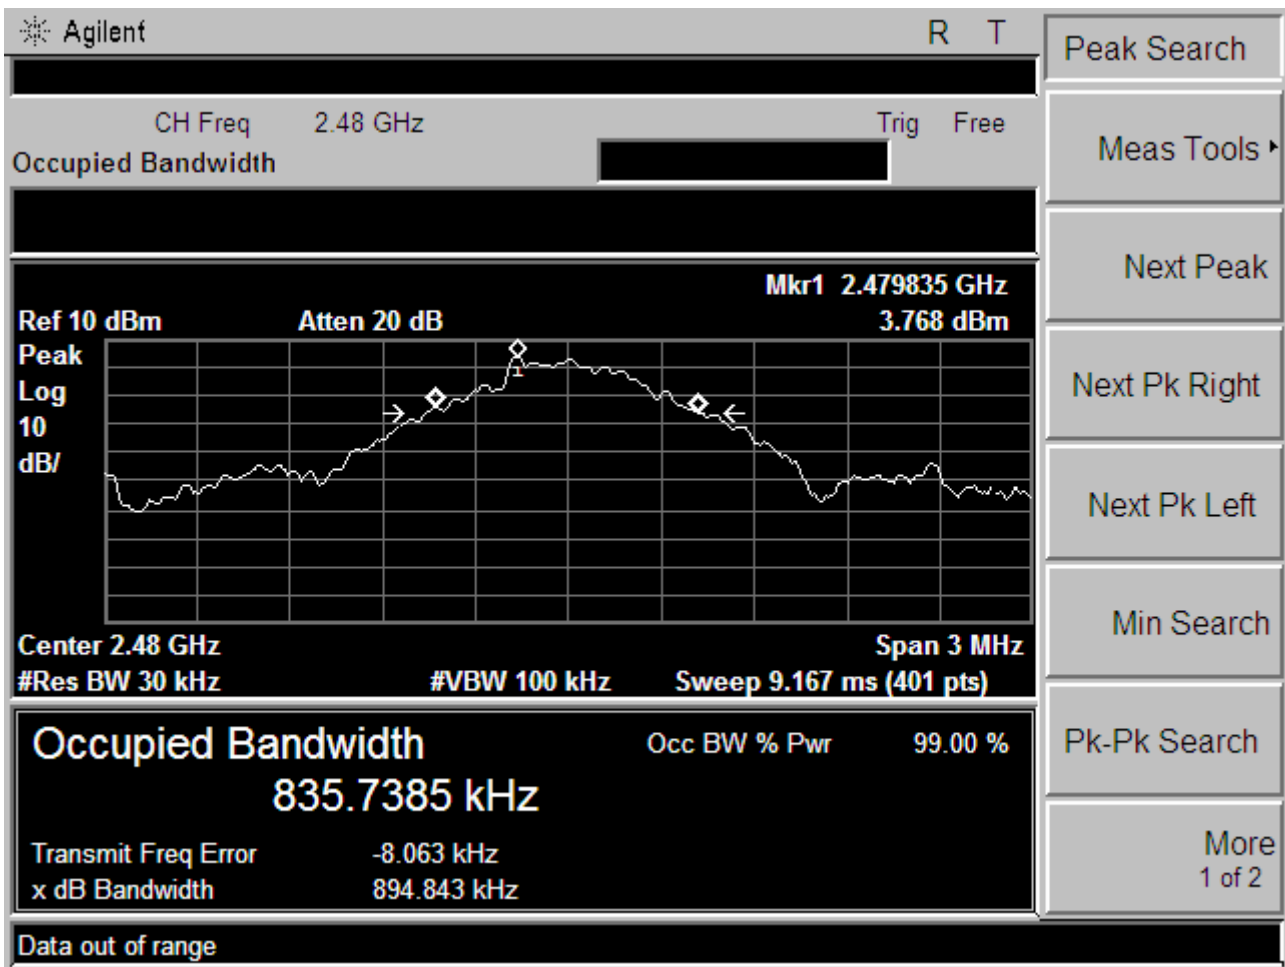 Agilent R T
Peak Search
CH Freq 2.48 GHz Trig Free
Occupied Bandwidth
Meas Tools
Next Peak
Next Pk Right
Next Pk Left
Min Search
Pk-Pk Search
More
1 of 2
Mkr1 2.479835 GHz
Ref 10 dBm Atten 20 dB 3.768 dBm
Peak
Log
10
dB/
1
Center 2.48 GHz Span 3 MHz
#Res BW 30 kHz #VBW 100 kHz Sweep 9.167 ms (401 pts)
Occupied Bandwidth Occ BW % Pwr 99.00 %
835.7385 kHz
Transmit Freq Error -8.063 kHz
x dB Bandwidth 894.843 kHz
Data out of range